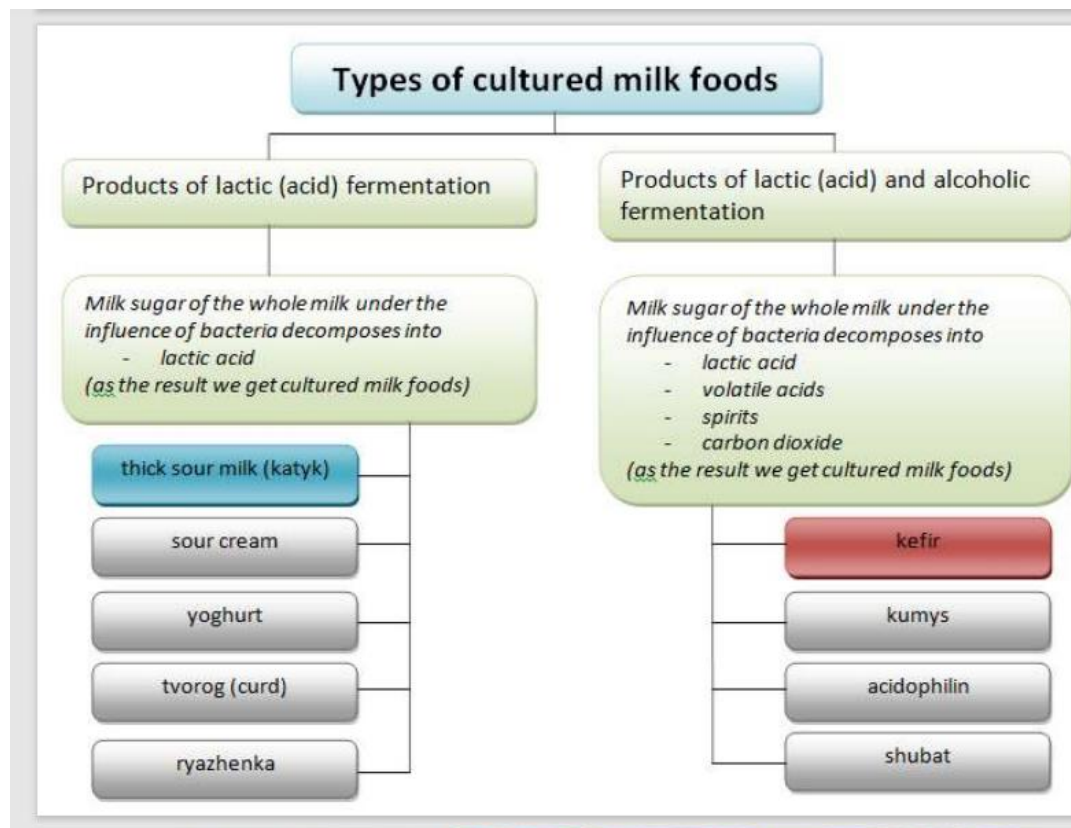 Types of cultured milk foods
Products of lactic (acid) fermentation
Products of lactic (acid) and alcoholic
fermentation
Milk sugar of the whole milk under the
influence of bacteria decomposes into
- lactic acid
(as the result we get cultured milk foods)
Milk sugar of the whole milk under the
influence of bacteria decomposes into
- lactic acid
- volatile acids
- spirits
- carbon dioxide
(as the result we get cultured milk foods)
thick sour milk (katyk)
sour cream
yoghurt
tvorog (curd)
ryazhenka
kefir
kumys
acidophilin
shubat